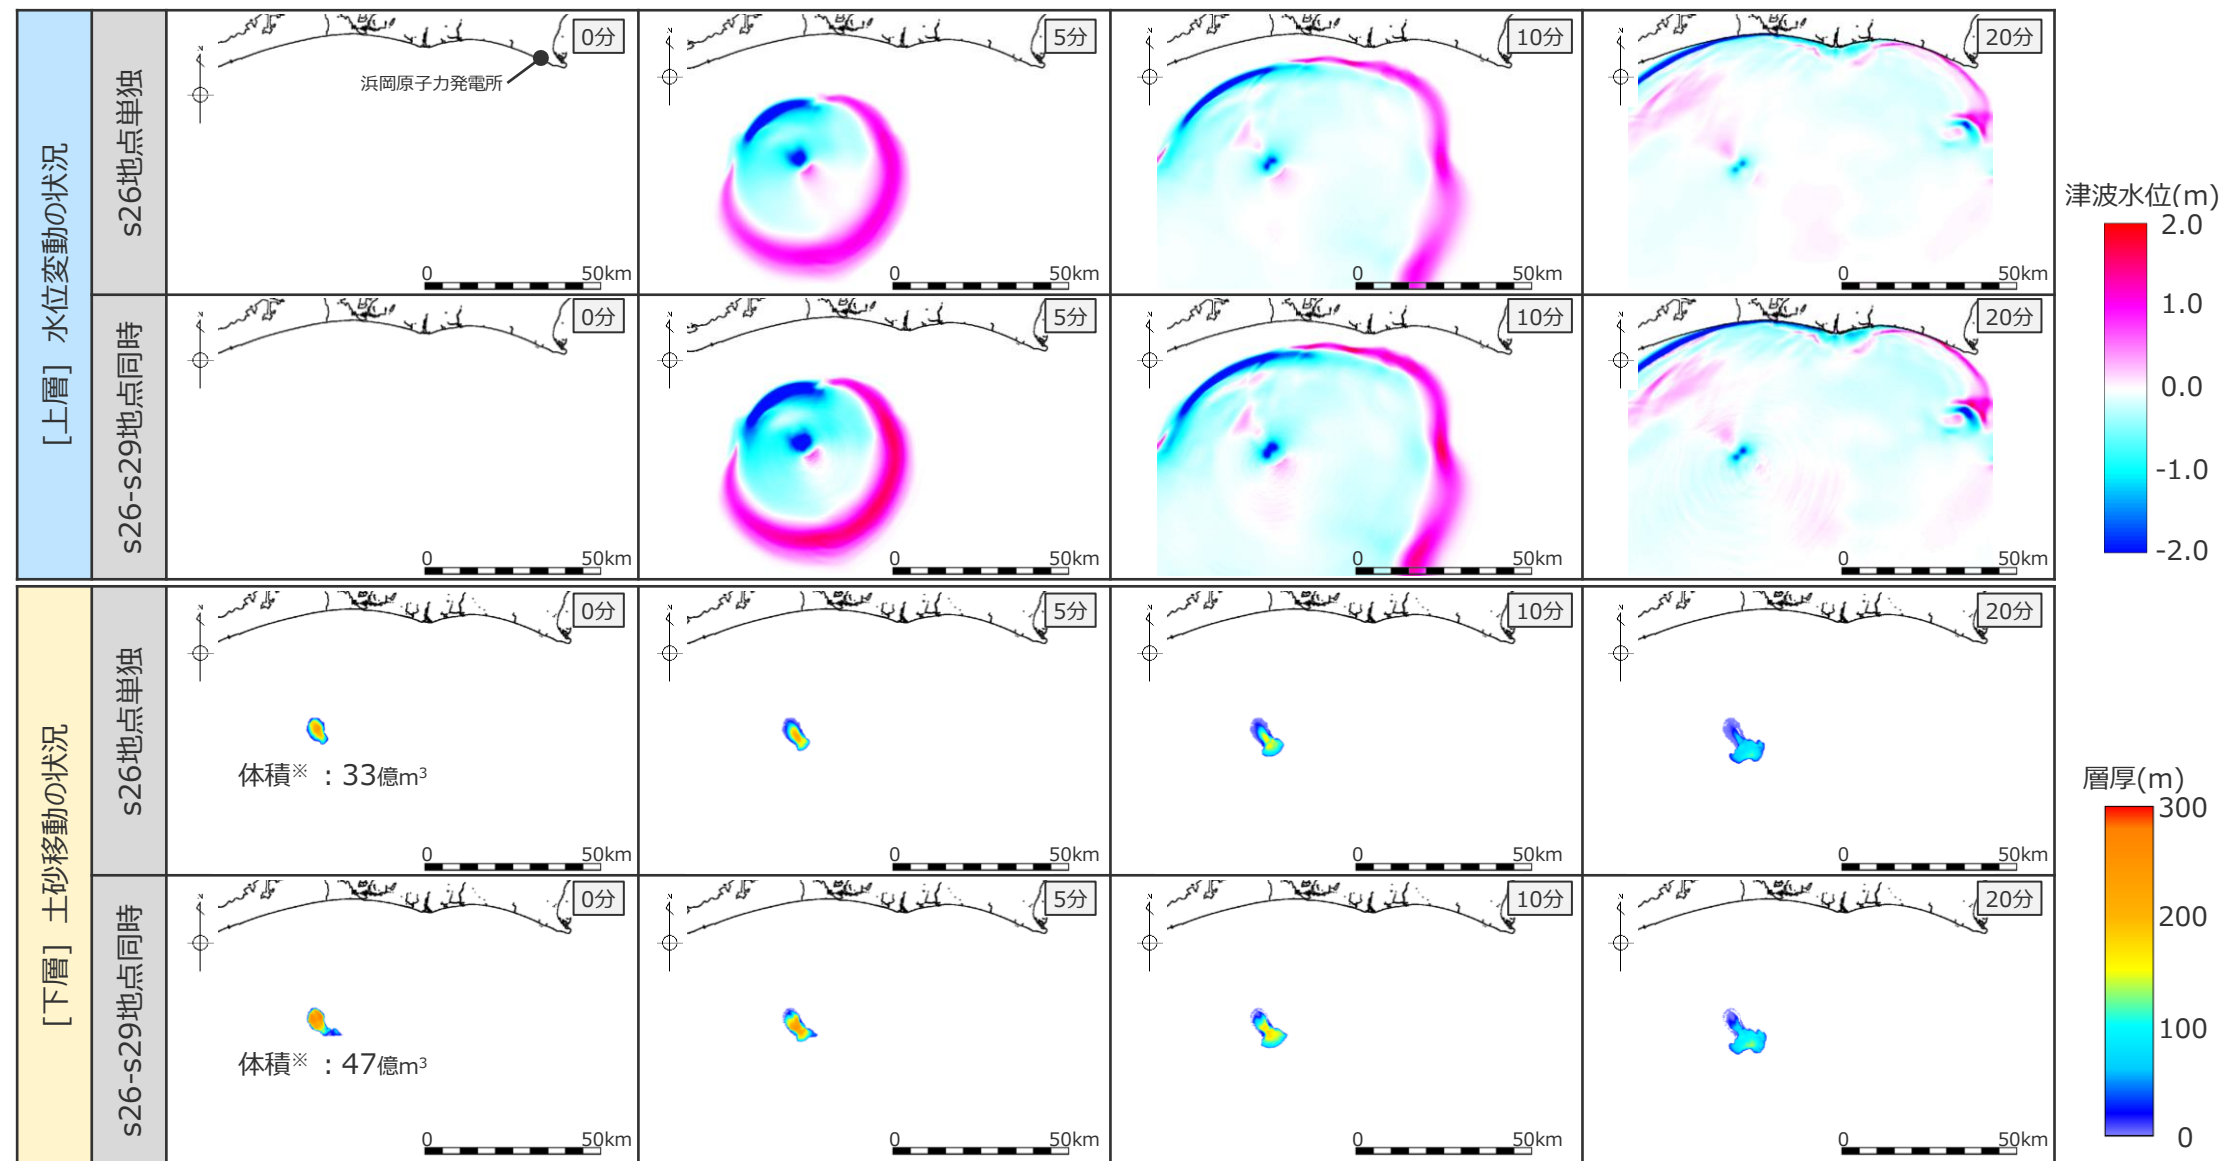 [上層] 水位変動の状況
s26地点単独
0分
浜岡原子力発電所
0 50km
5分
0 50km
10分
0 50km
20分
0 50km
s26-s29地点同時
0分
0 50km
5分
0 50km
10分
0 50km
20分
0 50km
津波水位(m)
2.0
1.0
0.0
-1.0
-2.0
[下層] 土砂移動の状況
s26地点単独
0分
体積※ :33億m³
0 50km
5分
0 50km
10分
0 50km
20分
0 50km
s26-s29地点同時
0分
体積※ :47億m³
0 50km
5分
0 50km
10分
0 50km
20分
0 50km
層厚(m)
300
200
100
0